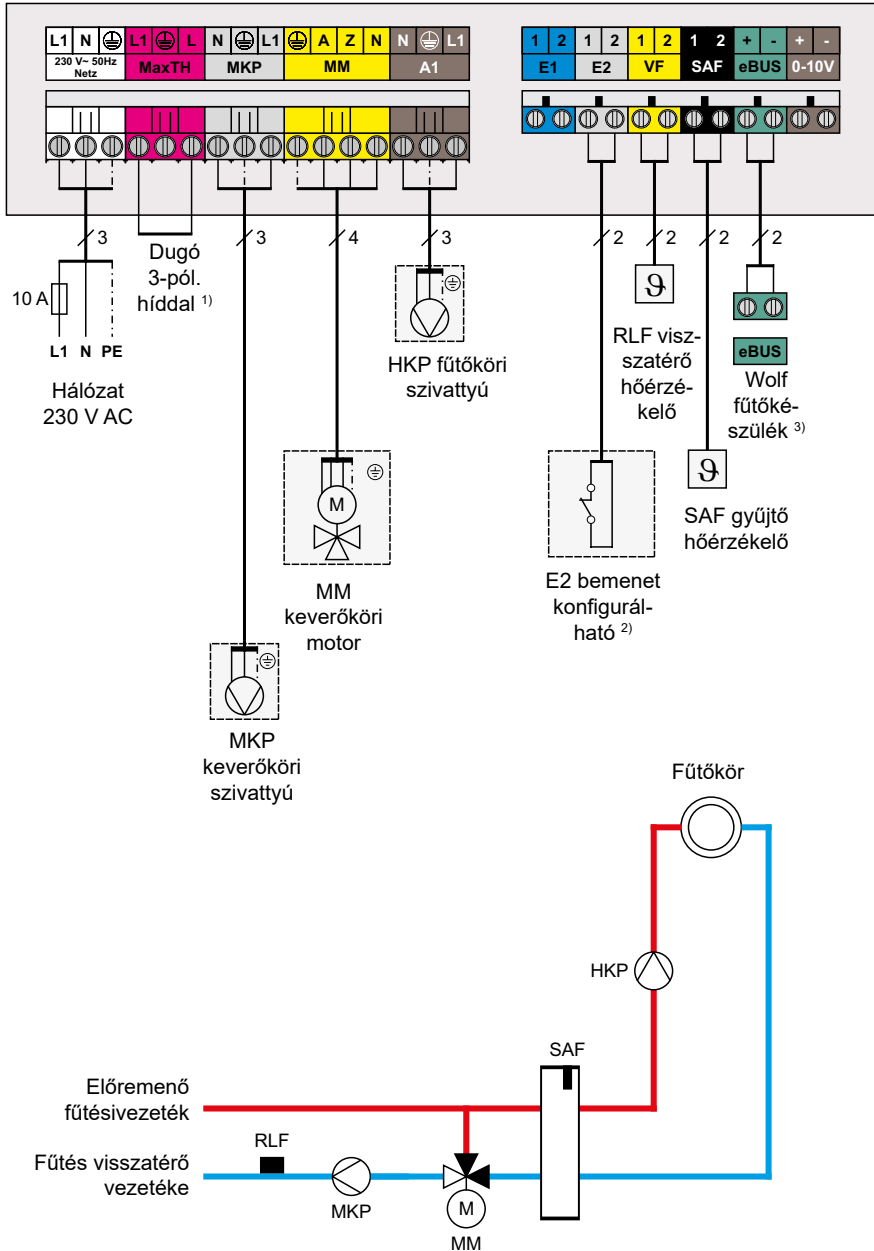 L1 N L1 L N L1 A Z N N L1
230 V~ 50Hz
Netz
MaxTH MKP MM A1
1 2 1 2 1 2 1 2 + - + -
E1 E2 VF SAF eBUS 0-10V
3 3 4 3 2 2 2 2
10 A
L1 N PE
Hálózat
230 V AC
Dugó
3-pól.
híddal 1)
HKP fűtőköri
szivattyú
M
MM
keverőköri
motor
MKP
keverőköri
szivattyú
ϑ
RLF visz-
szatérő
hőérzé-
kelő
eBUS
Wolf
fűtőké-
szülék 3)
ϑ
SAF gyűjtő
hőérzékelő
E2 bemenet
konfigurál-
ható 2)
Fűtőkör
HKP
SAF
Előremenő
fűtésivezeték
RLF
Fűtés visszatérő
vezetéke
MKP
M
MM